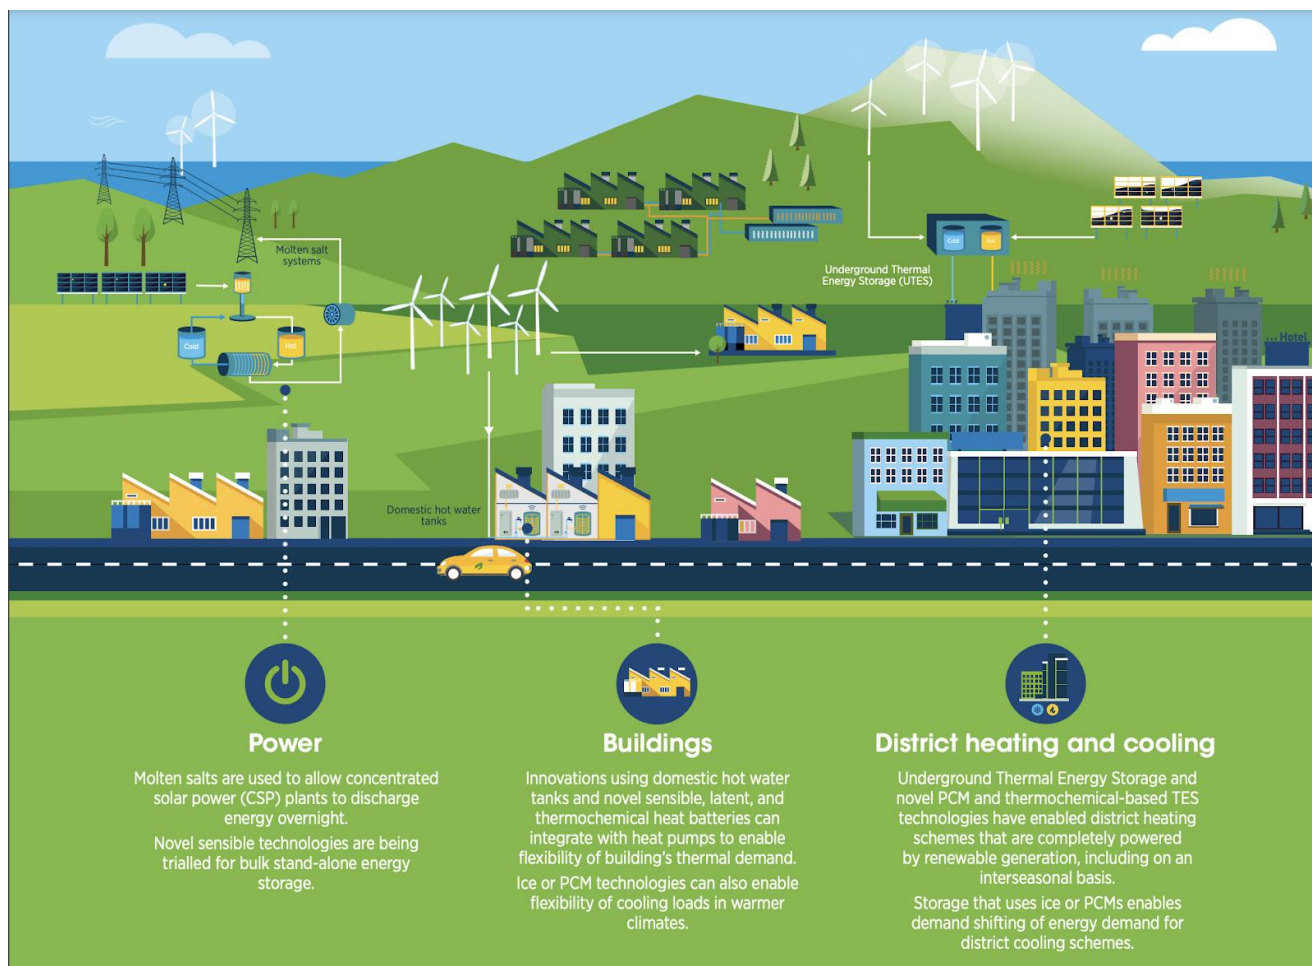 Molten salt
systems
Cold
Hot
Cold
Hot
Underground Thermal
Energy Storage (UTES)
Hotel
Domestic hot water
tanks
Power
Molten salts are used to allow concentrated
solar power (CSP) plants to discharge
energy overnight.
Novel sensible technologies are being
trialled for bulk stand-alone energy
storage.
Buildings
Innovations using domestic hot water
tanks and novel sensible, latent, and
thermochemical heat batteries can
integrate with heat pumps to enable
flexibility of building's thermal demand.
Ice or PCM technologies can also enable
flexibility of cooling loads in warmer
climates.
District heating and cooling
Underground Thermal Energy Storage and
novel PCM and thermochemical-based TES
technologies have enabled district heating
schemes that are completely powered
by renewable generation, including on an
interseasonal basis.
Storage that uses ice or PCMs enables
demand shifting of energy demand for
district cooling schemes.